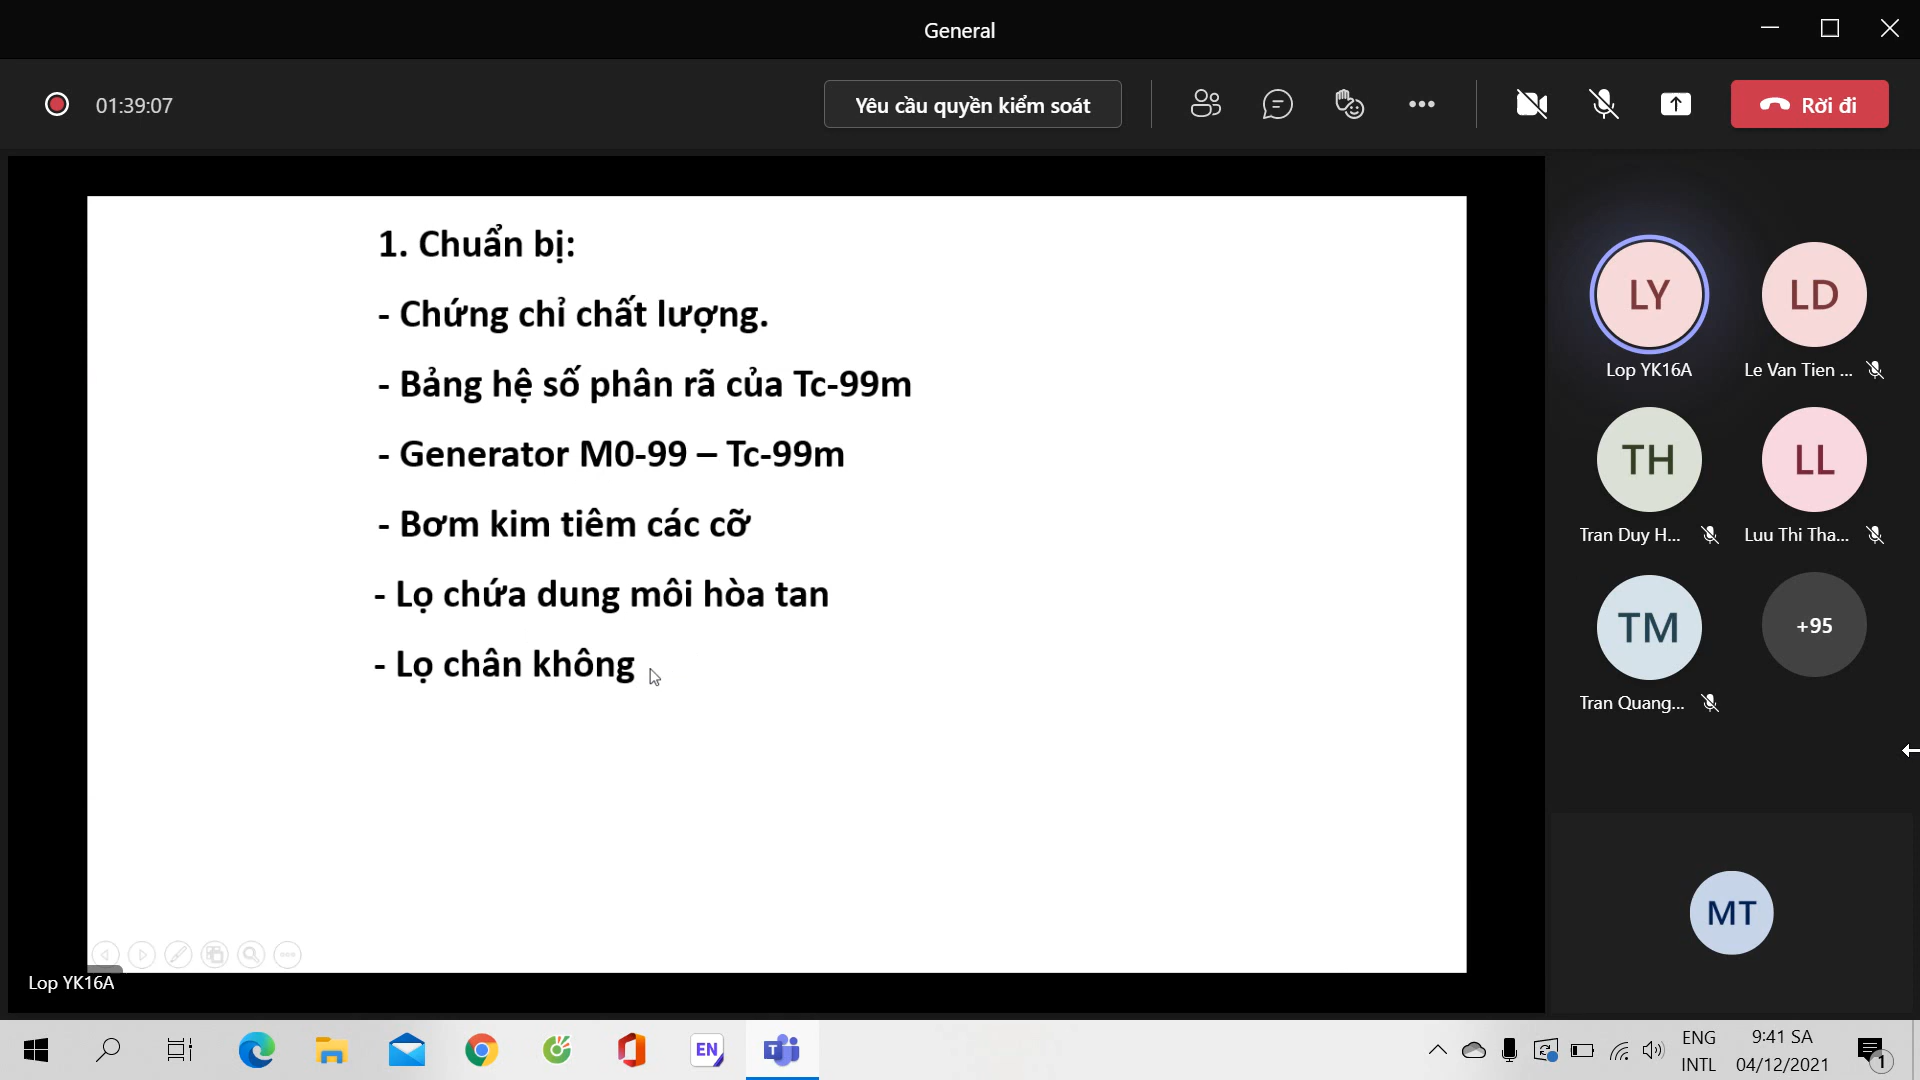 General
01:39:07
Yêu cầu quyền kiểm soát
Rời đi
1. Chuẩn bị:
- Chứng chỉ chất lượng.
- Bảng hệ số phân rã của Tc-99m
- Generator M0-99 – Tc-99m
- Bơm kim tiêm các cỡ
- Lọ chứa dung môi hòa tan
- Lọ chân không
Lop YK16A
LY
LD
Lop YK16A
Le Van Tien ...
TH
LL
Tran Duy H...
Luu Thi Tha...
TM
+95
Tran Quang...
MT
EN
T
ENG
INTL
9:41 SA
04/12/2021
1